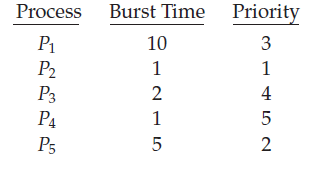 Process Burst Time Priority
P1 10 3
P2 1 1
P3 2 4
P4 1 5
P5 5 2